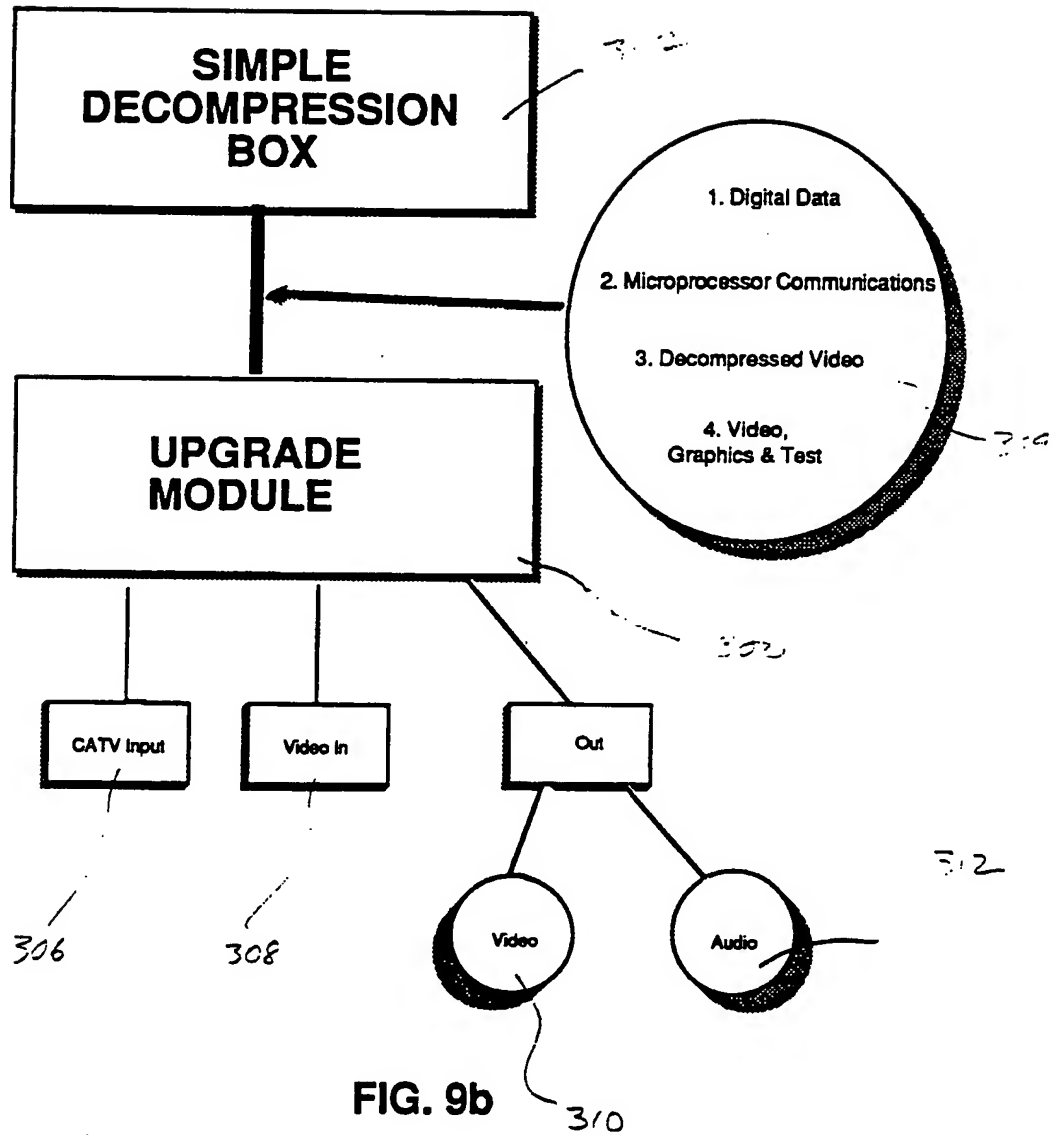 SIMPLE
DECOMPRESSION
BOX
1. Digital Data
2. Microprocessor Communications
3. Decompressed Video
4. Video,
Graphics & Test
UPGRADE
MODULE
CATV Input
Video In
Out
312
306
308
Video
Audio
FIG. 9b
310